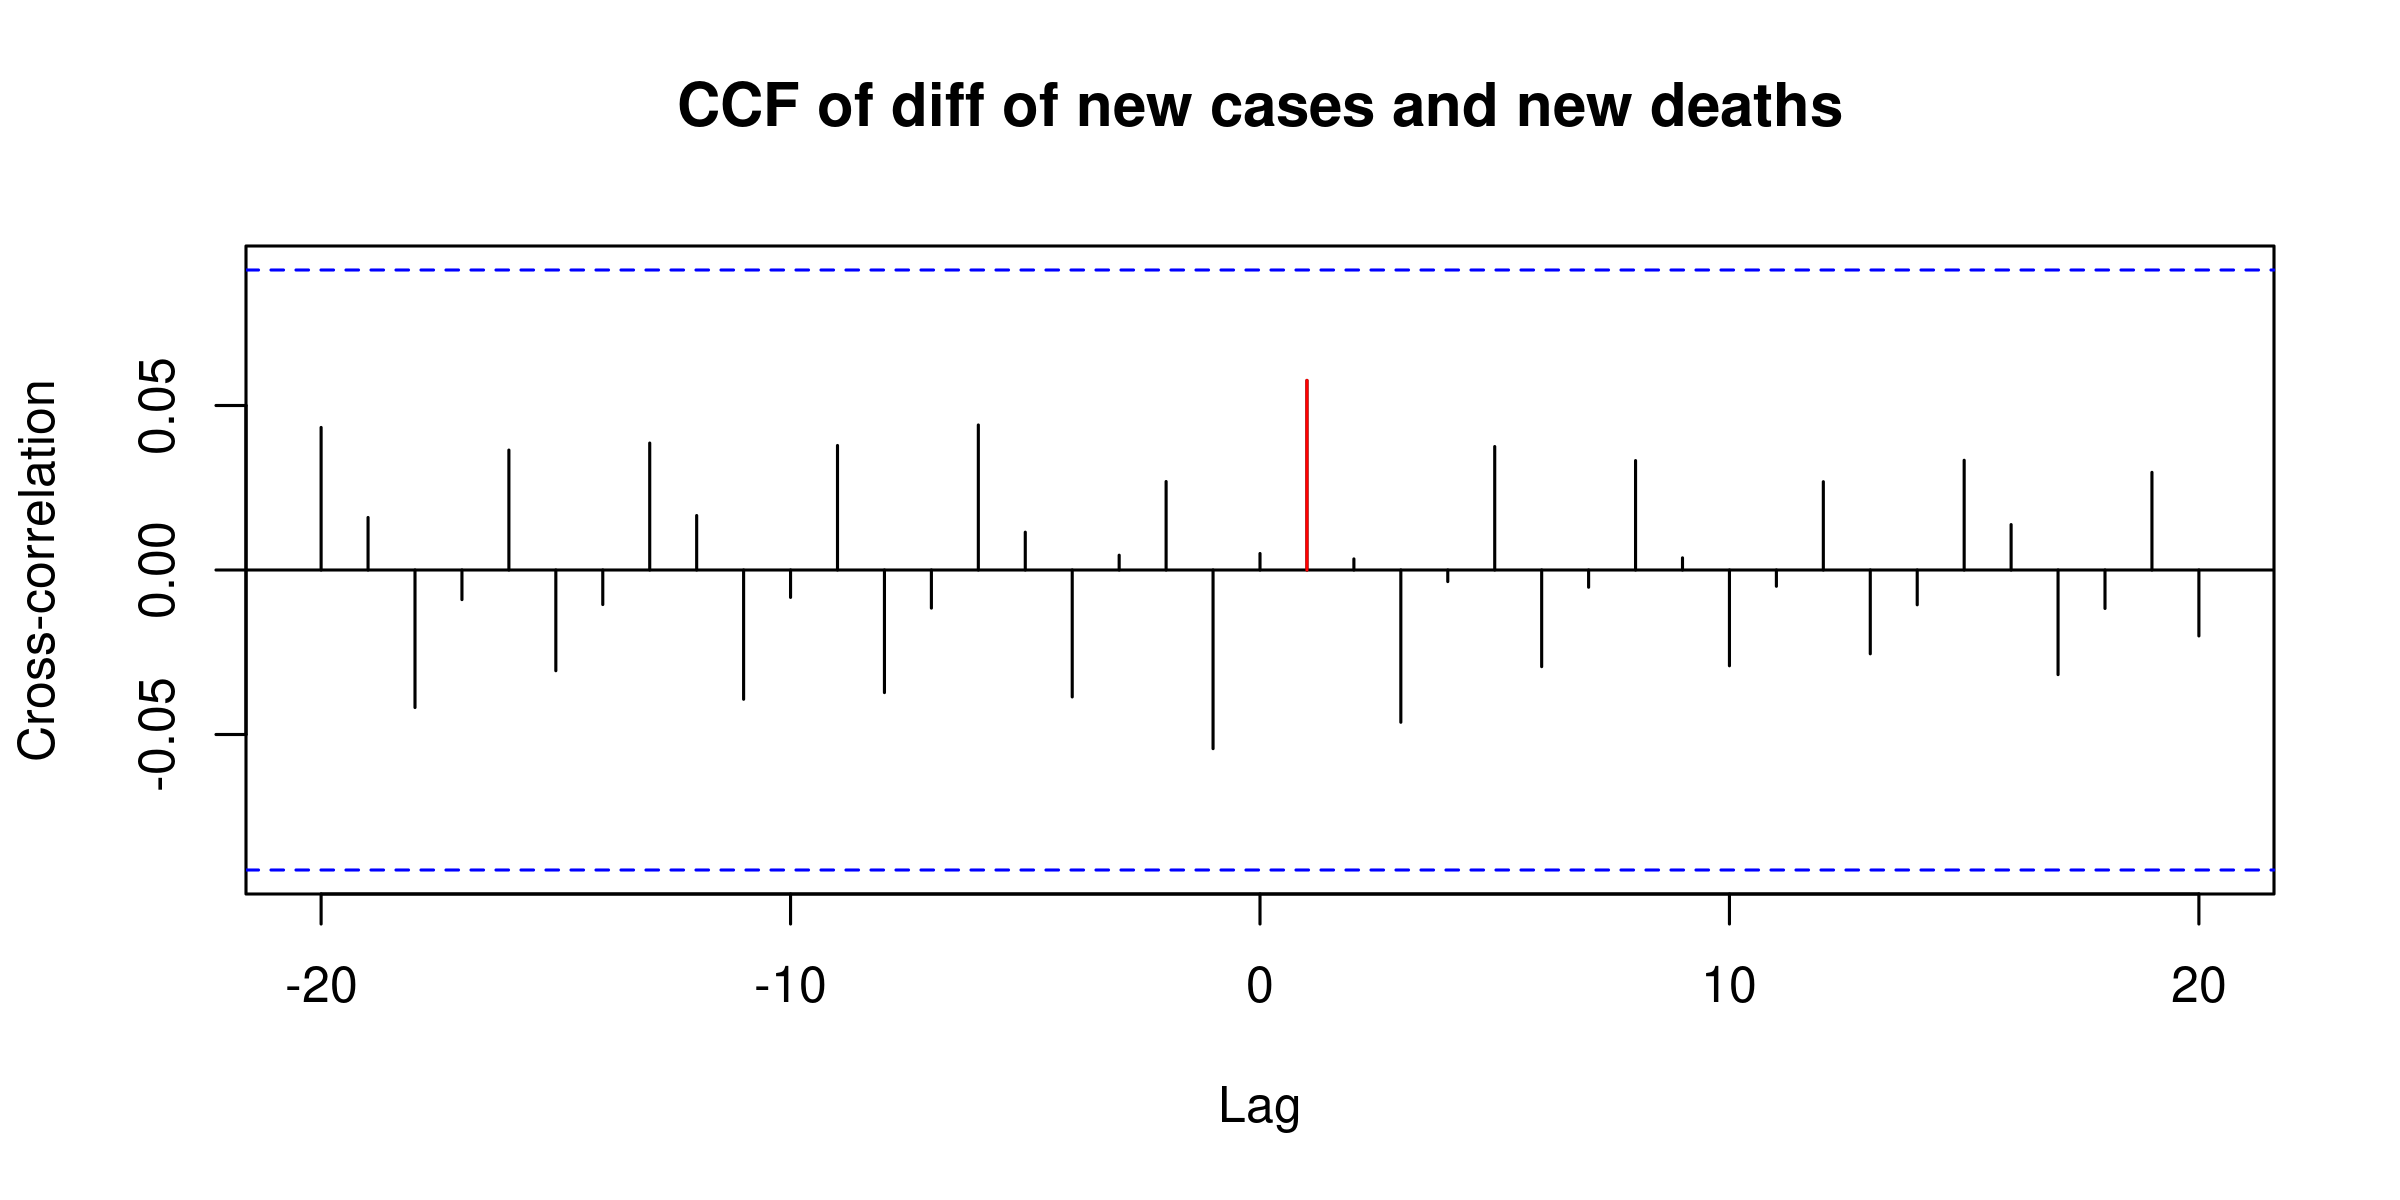 CCF of diff of new cases and new deaths
Cross-correlation
0.05
0.00
-0.05
-20 -10 0 10 20
Lag